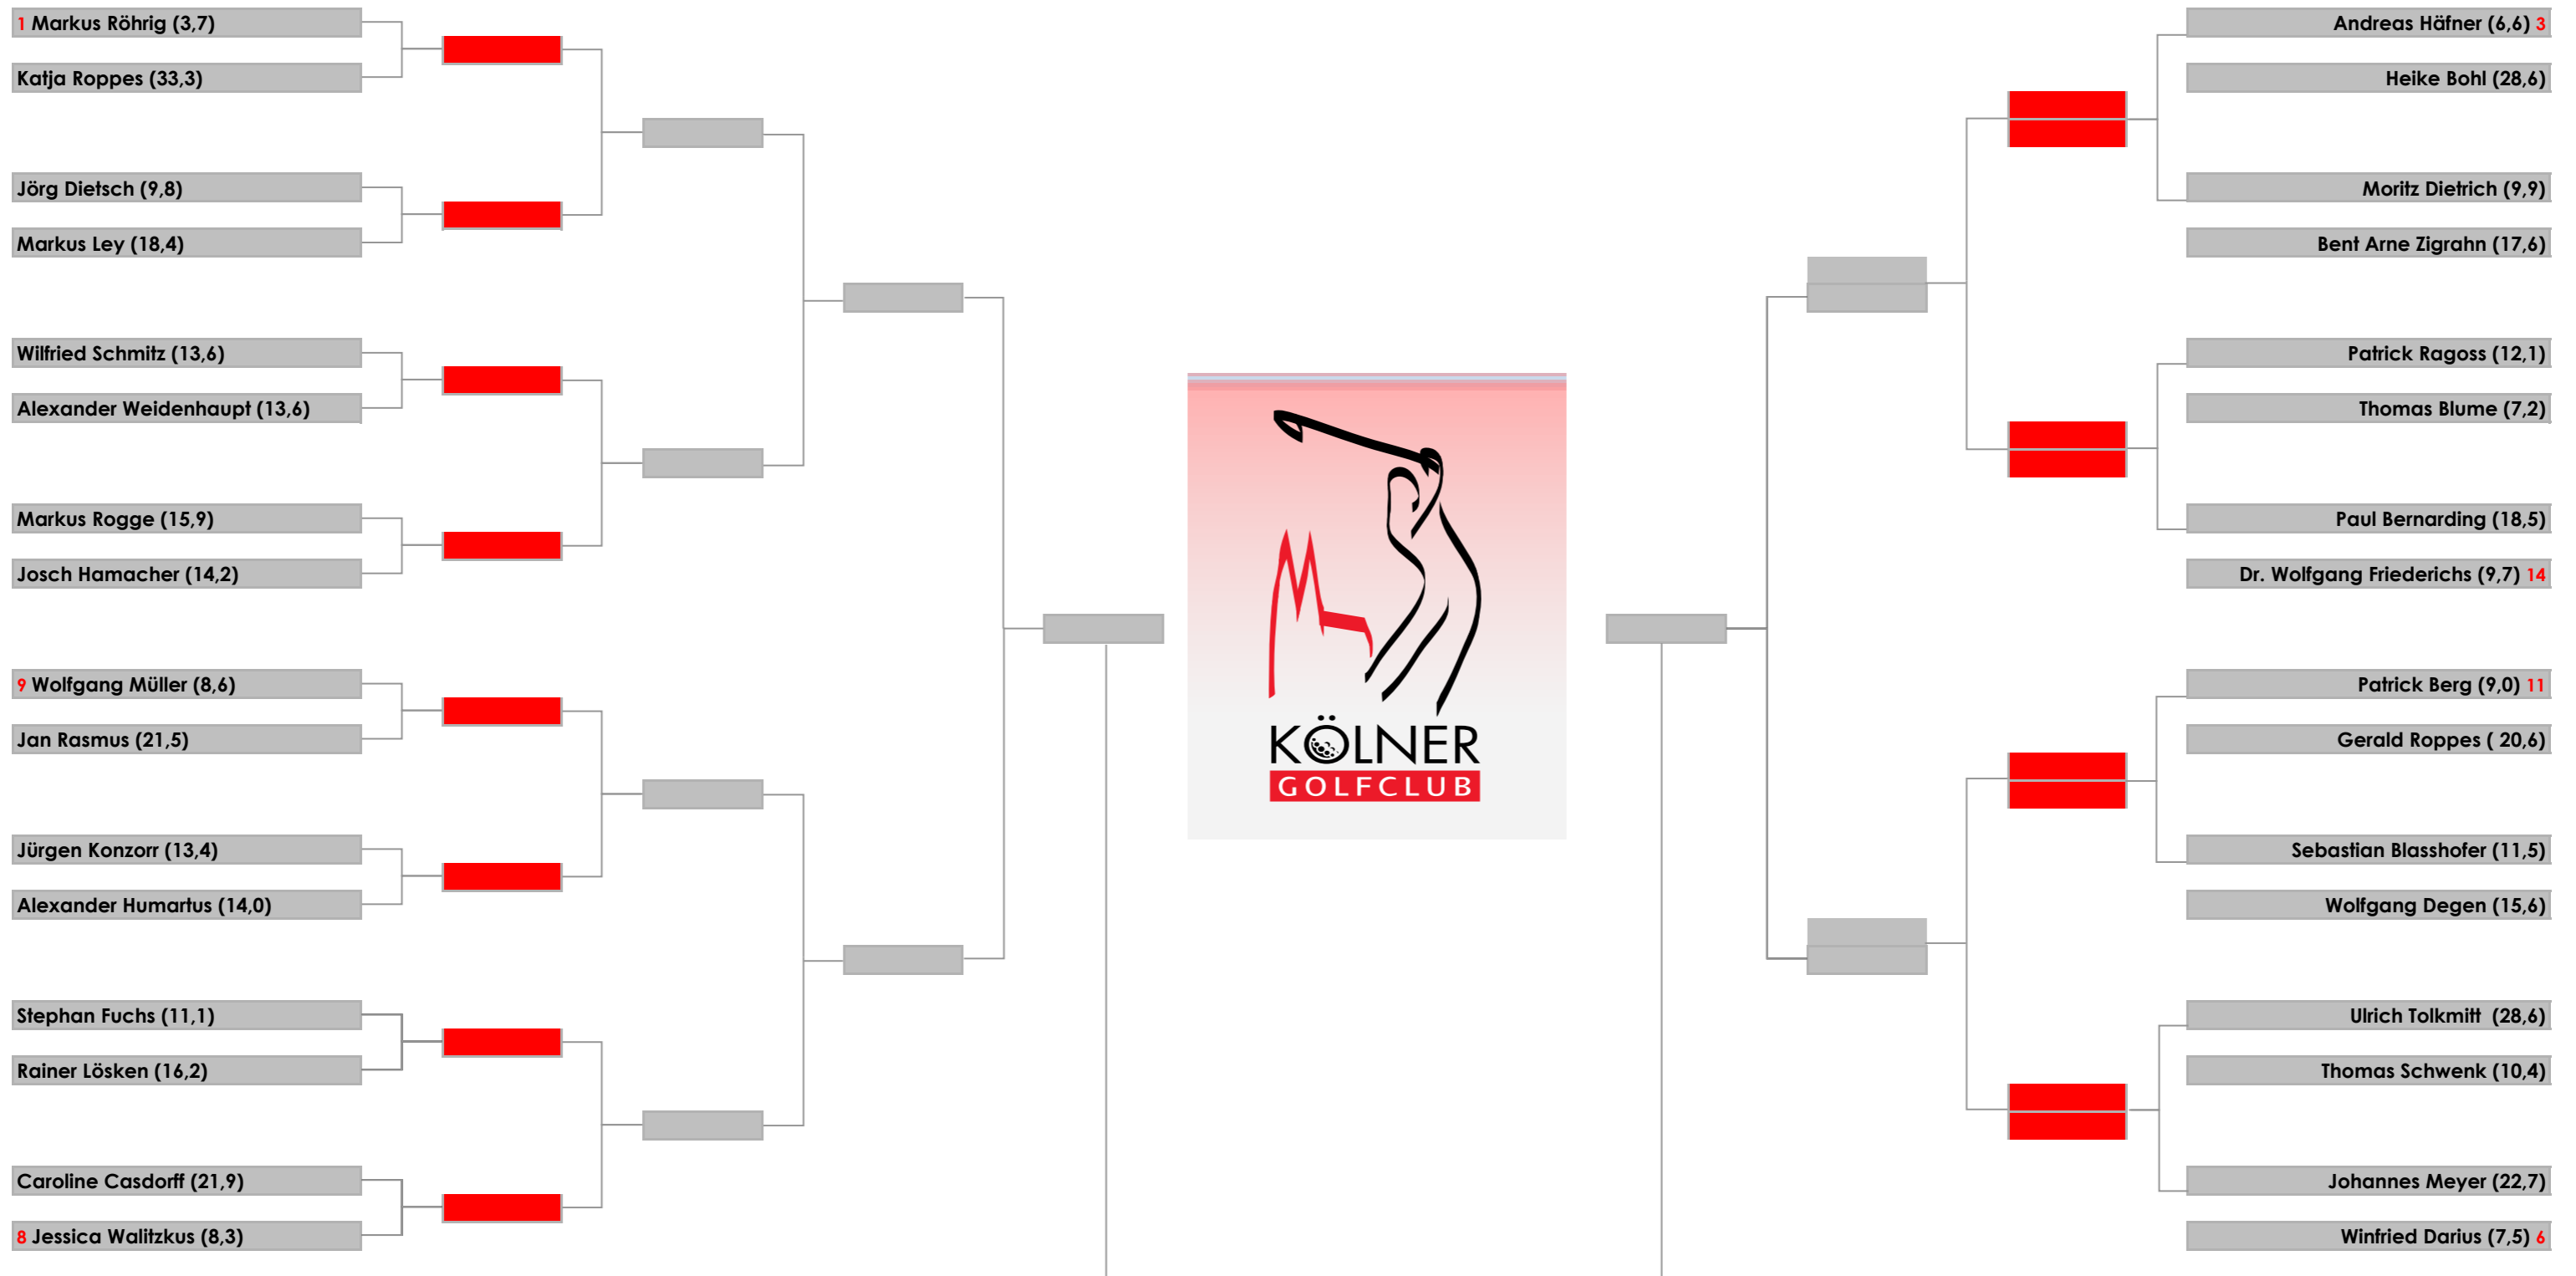 1 Markus Röhrig (3,7)
Katja Roppes (33,3)
Jörg Dietsch (9,8)
Markus Ley (18,4)
Wilfried Schmitz (13,6)
Alexander Weidenhaupt (13,6)
Markus Rogge (15,9)
Josch Hamacher (14,2)
9 Wolfgang Müller (8,6)
Jan Rasmus (21,5)
Jürgen Konzorr (13,4)
Alexander Humartus (14,0)
Stephan Fuchs (11,1)
Rainer Lösken (16,2)
Caroline Casdorff (21,9)
8 Jessica Walitzkus (8,3)
KÖLNER
GOLFCLUB
Andreas Häfner (6,6) 3
Heike Bohl (28,6)
Moritz Dietrich (9,9)
Bent Arne Zigrahn (17,6)
Patrick Ragoss (12,1)
Thomas Blume (7,2)
Paul Bernarding (18,5)
Dr. Wolfgang Friederichs (9,7) 14
Patrick Berg (9,0) 11
Gerald Roppes ( 20,6)
Sebastian Blasshofer (11,5)
Wolfgang Degen (15,6)
Ulrich Tolkmitt  (28,6)
Thomas Schwenk (10,4)
Johannes Meyer (22,7)
Winfried Darius (7,5) 6